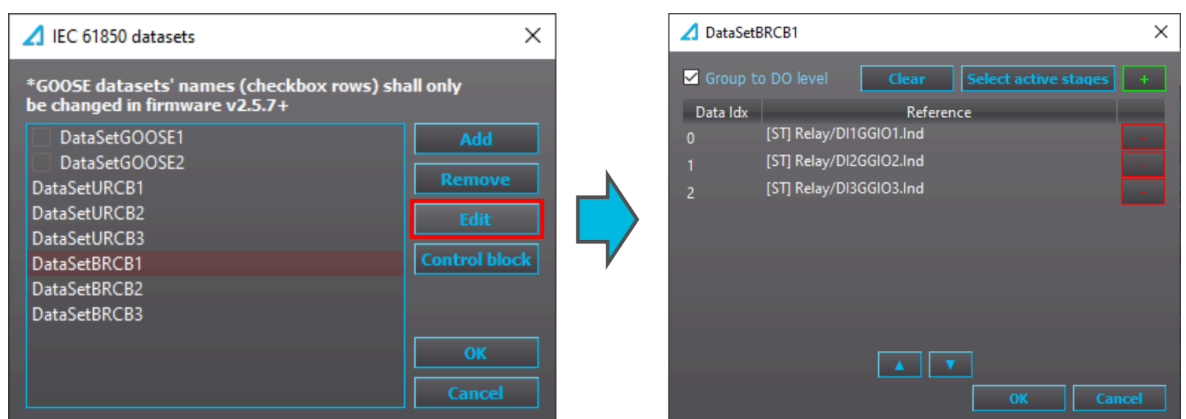 IEC 61850 datasets
*GOOSE datasets' names (checkbox rows) shall only
be changed in firmware v2.5.7+
DataSetGOOSE1
DataSetGOOSE2
DataSetURCB1
DataSetURCB2
DataSetURCB3
DataSetBRCB1
DataSetBRCB2
DataSetBRCB3
Add
Remove
Edit
Control block
OK
Cancel
DataSetBRCB1
Group to DO level Clear Select active stages +
Data Idx Reference
0 [ST] Relay/DI1GGIO1.Ind -
1 [ST] Relay/DI2GGIO2.Ind -
2 [ST] Relay/DI3GGIO3.Ind -
OK Cancel